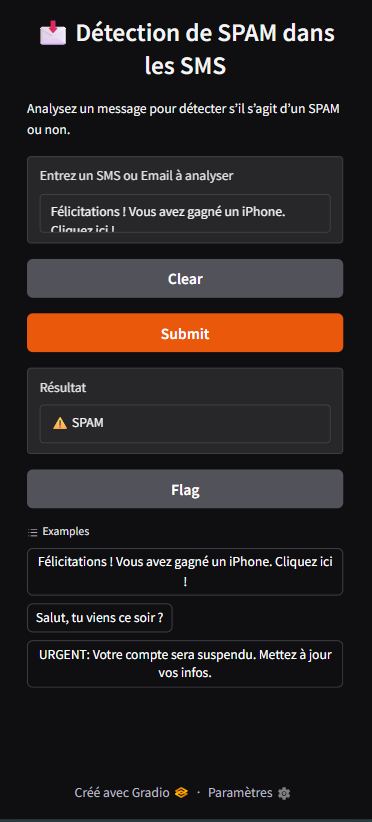 Détection de SPAM dans
les SMS
Analysez un message pour détecter s’il s’agit d’un SPAM
ou non.
Entrez un SMS ou Email à analyser
Félicitations ! Vous avez gagné un iPhone.
Cliquez ici !
Clear
Submit
Résultat
SPAM
Flag
Examples
Félicitations ! Vous avez gagné un iPhone. Cliquez ici
!
Salut, tu viens ce soir ?
URGENT: Votre compte sera suspendu. Mettez à jour
vos infos.
Créé avec Gradio · Paramètres